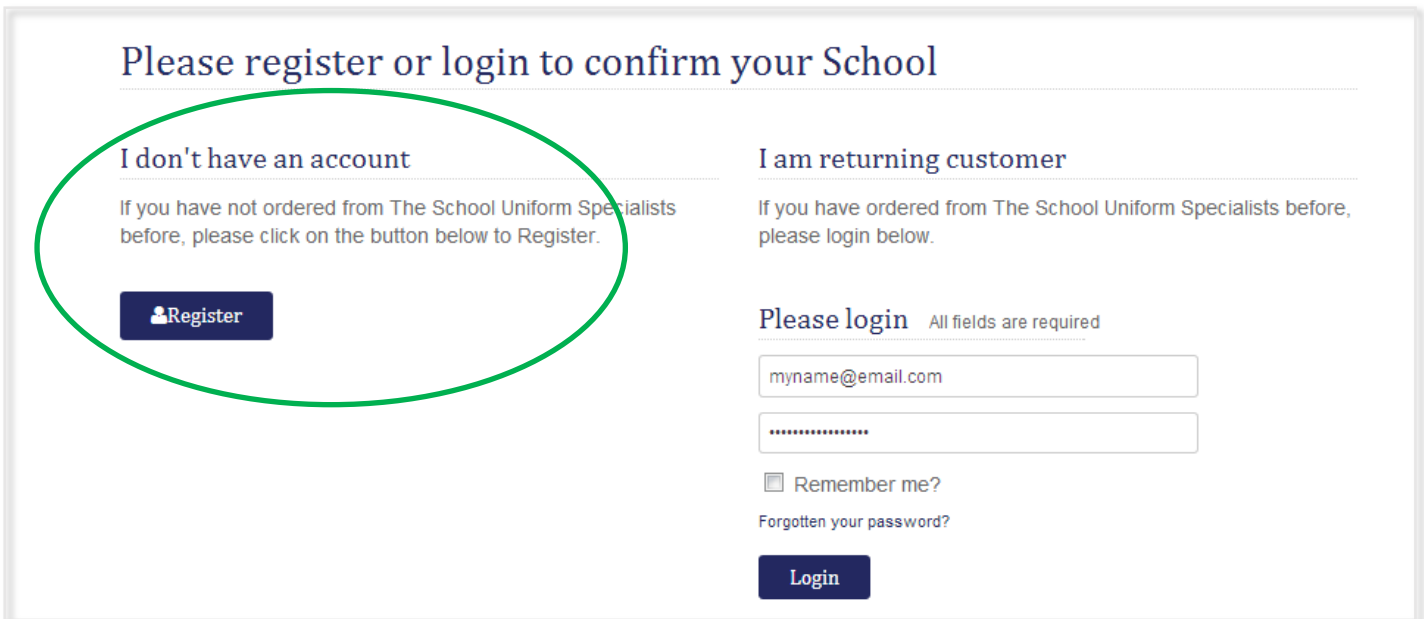 Please register or login to confirm your School
I don't have an account
If you have not ordered from The School Uniform Specialists
before, please click on the button below to Register.
Register
I am returning customer
If you have ordered from The School Uniform Specialists before,
please login below.
Please login All fields are required
myname@email.com
•••••••••••••••••
Remember me?
Forgotten your password?
Login